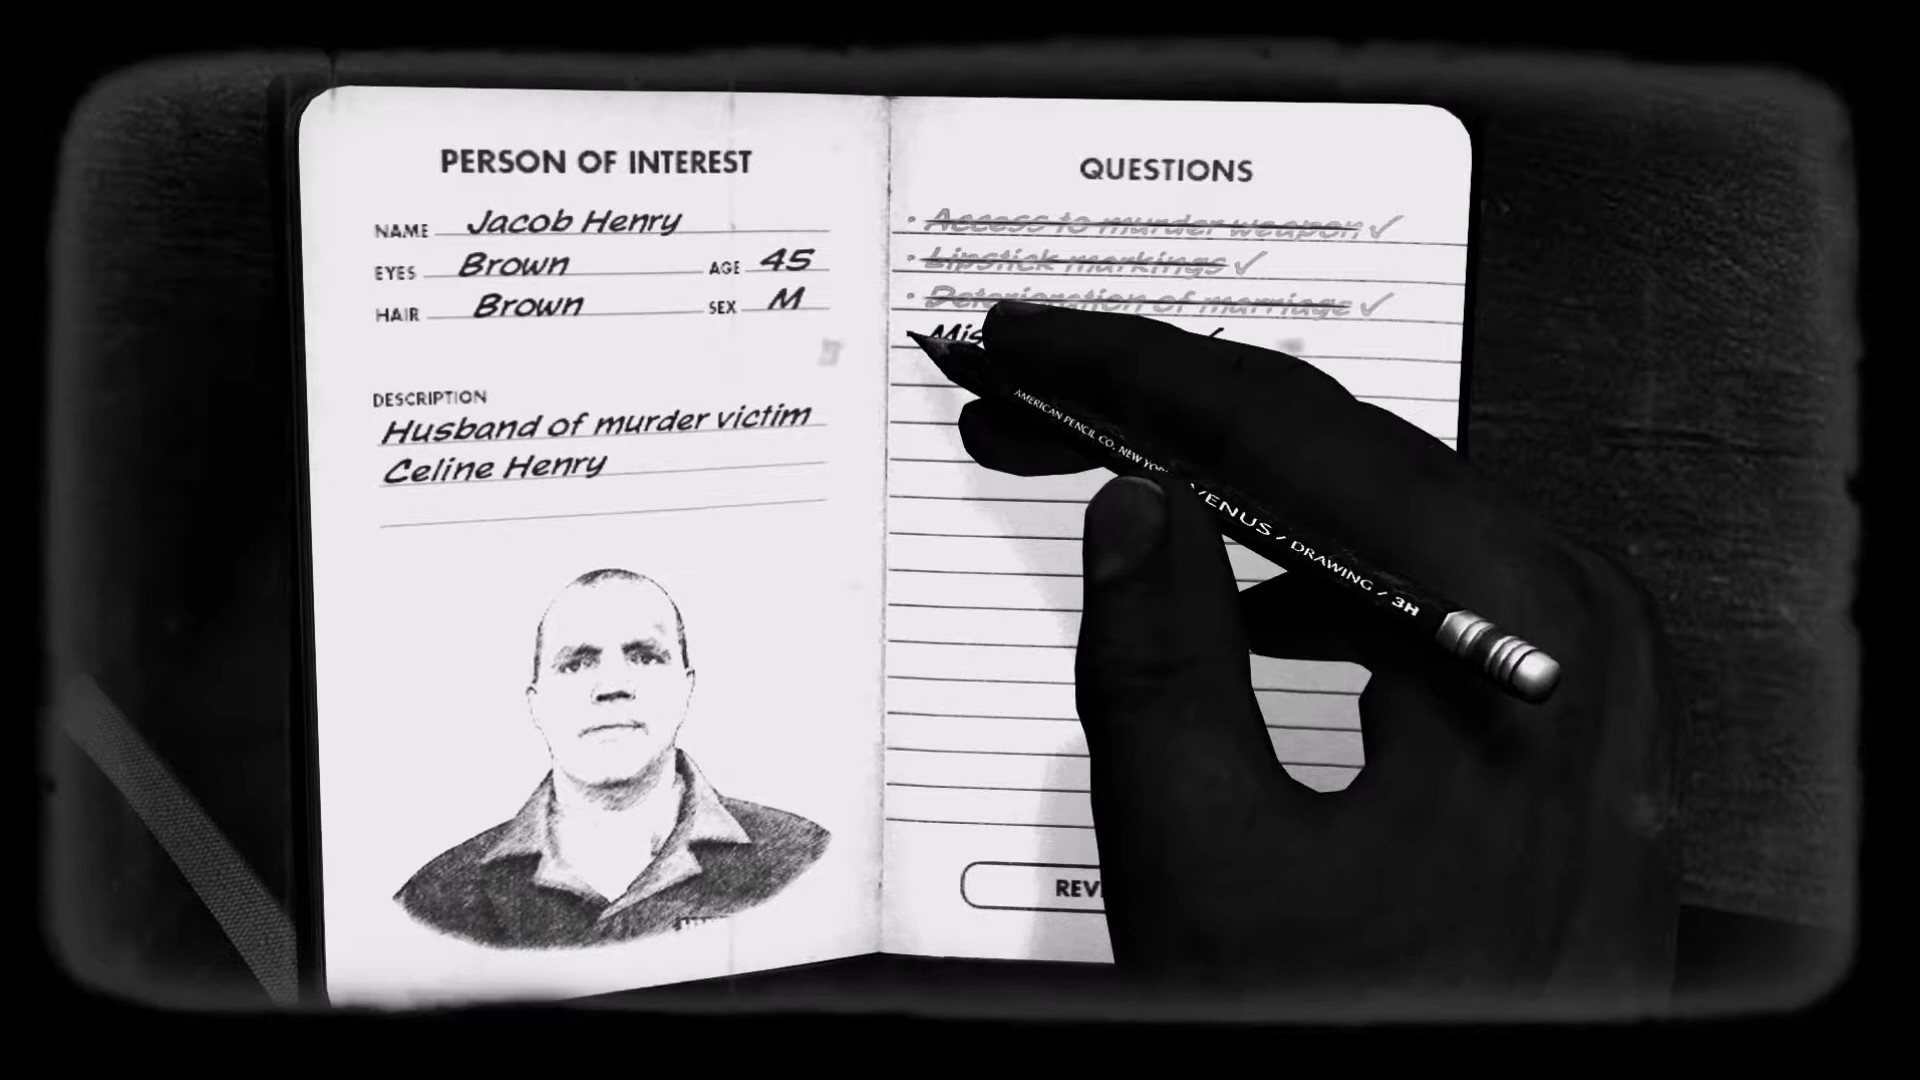 PERSON OF INTEREST
NAME Jacob Henry
EYES Brown AGE 45
HAIR Brown SEX M
DESCRIPTION
Husband of murder victim
Celine Henry
QUESTIONS
• Access to murder weapon ✓
• Lipstick markings ✓
• Deterioration of marriage ✓
AMERICAN PENCIL CO. NEW
VENUS / DRAWING / 3H